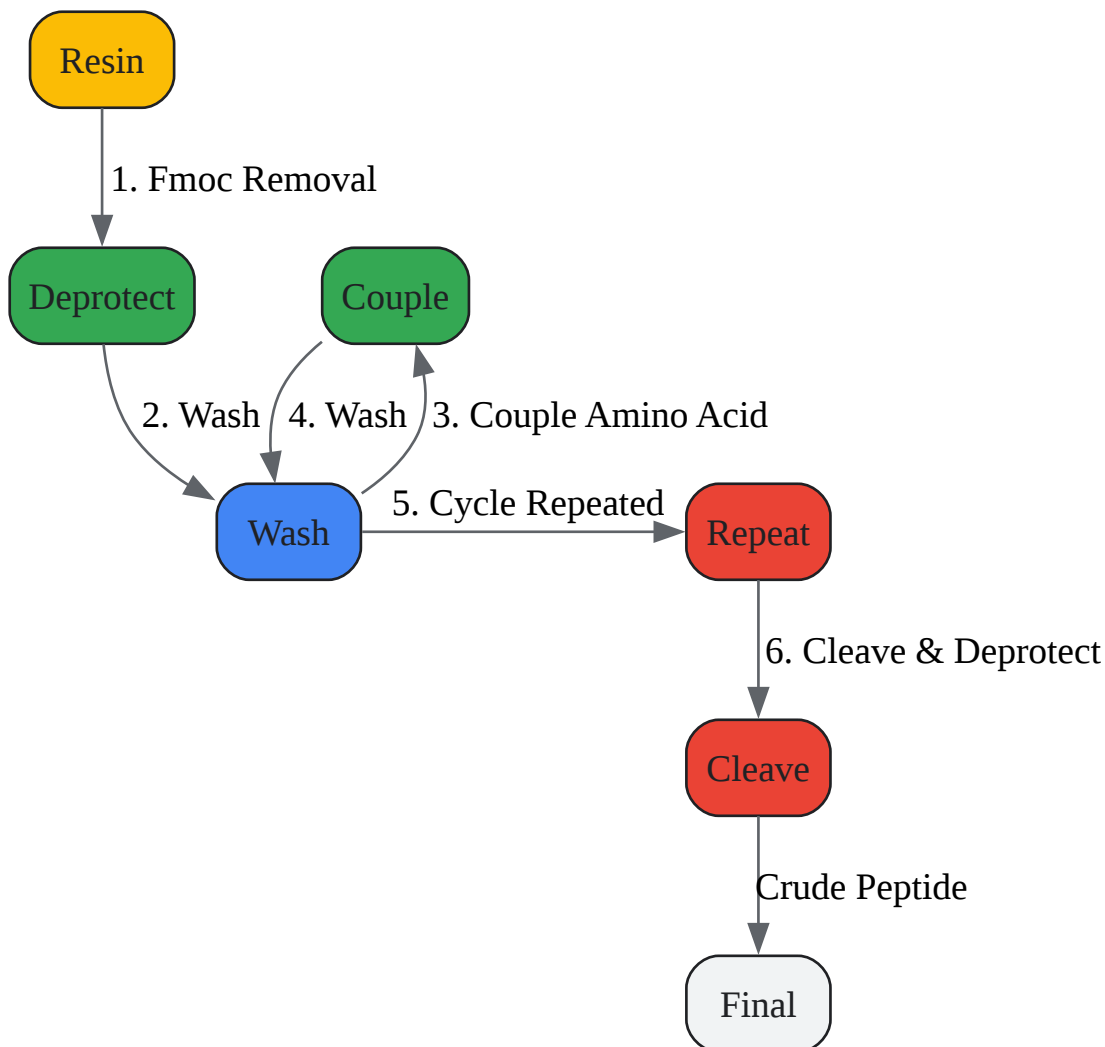 Resin
1. Fmoc Removal
Deprotect
Couple
2. Wash
4. Wash
3. Couple Amino Acid
5. Cycle Repeated
Wash
Repeat
6. Cleave & Deprotect
Cleave
Crude Peptide
Final